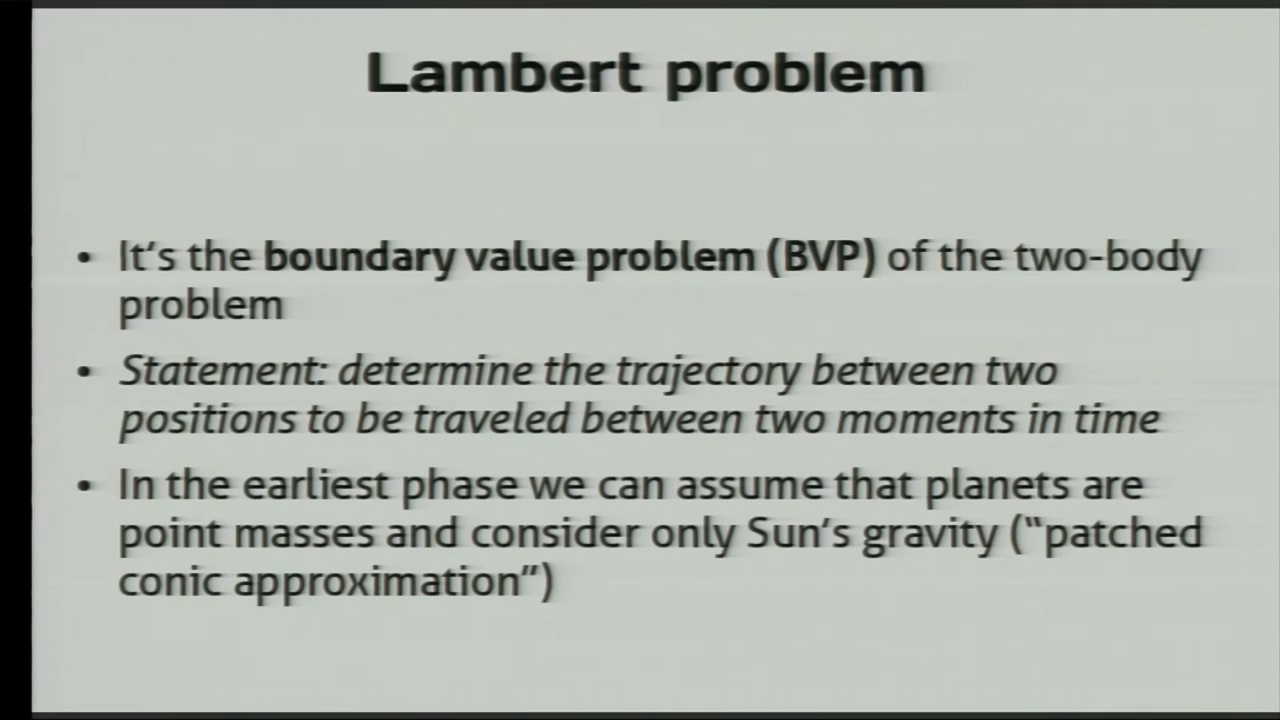 Lambert problem
• It's the boundary value problem (BVP) of the two-body
problem
• Statement: determine the trajectory between two
positions to be traveled between two moments in time
• In the earliest phase we can assume that planets are
point masses and consider only Sun's gravity ("patched
conic approximation")